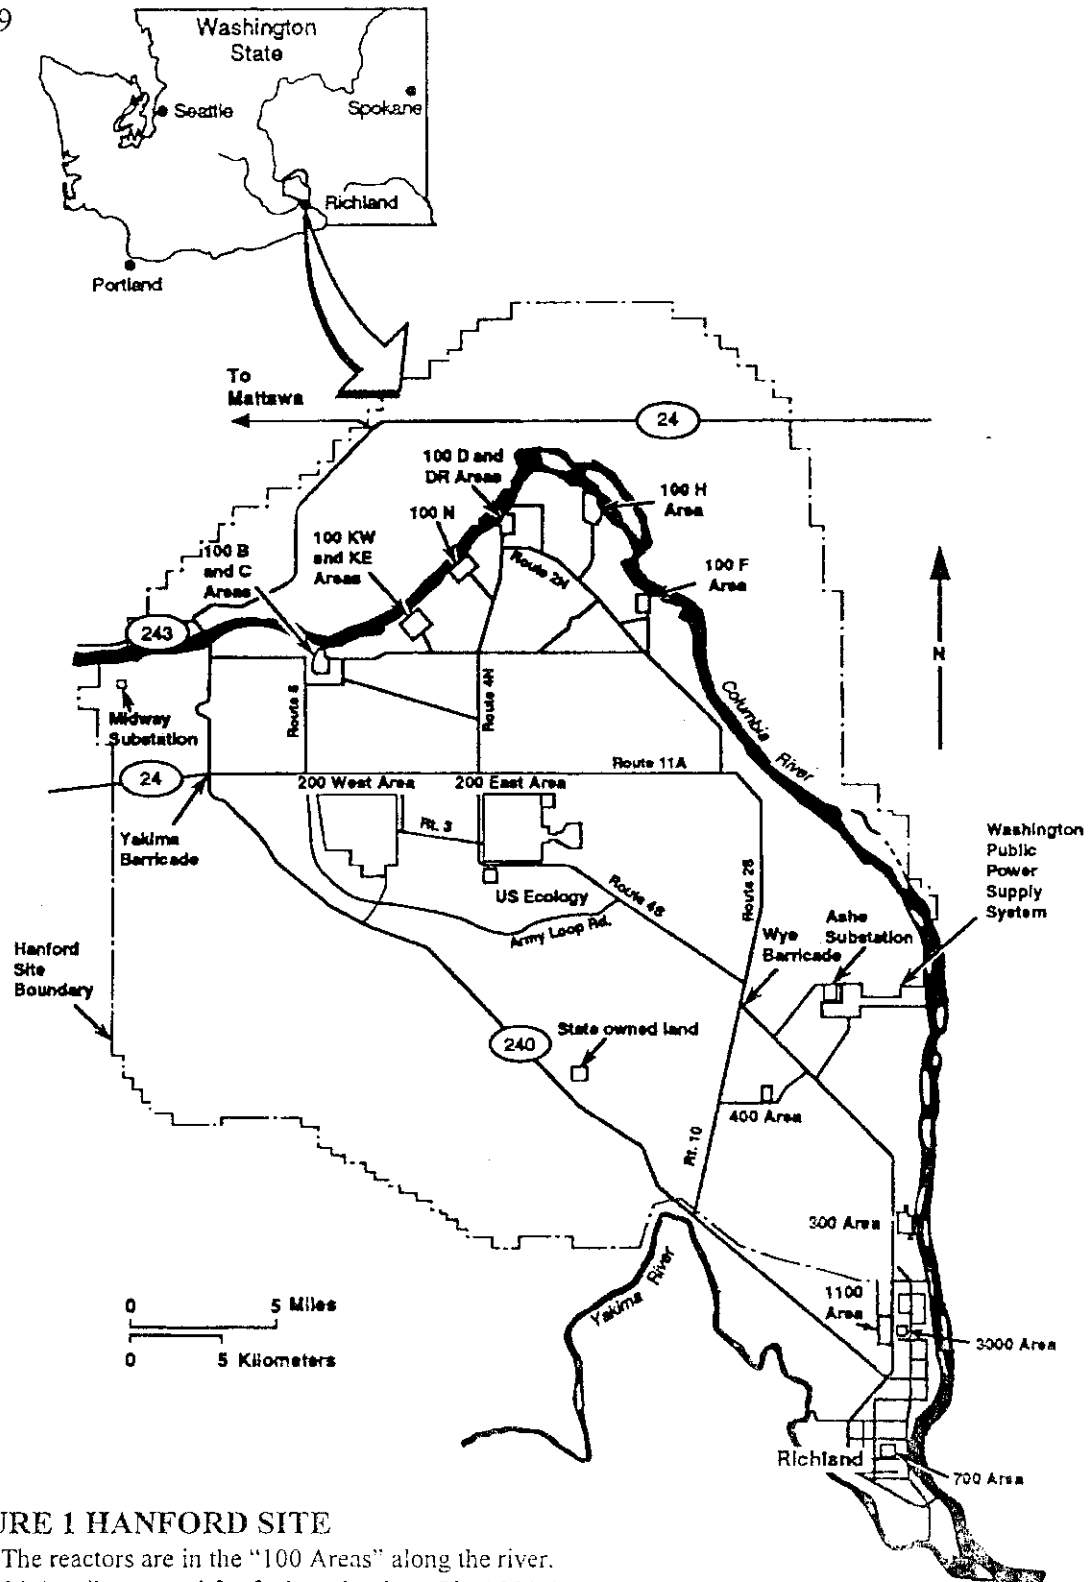 9
Washington
State
Seattle
Spokane
Richland
Portland
To
Mattawa
24
100 D and
DR Areas
100 H
Area
100 N
100 KW
and KE
Areas
100 B
and C
Areas
100 F
Area
Route 2N
243
N
Midway
Substation
Route 6
Route 4N
Columbia
River
Route 11A
24
200 West Area
200 East Area
Yakima
Barricade
Rt. 3
Washington
Public
Power
Supply
System
US Ecology
Route 4S
Route 2S
Army Loop Rd.
Ashe
Substation
Wye
Barricade
Hanford
Site
Boundary
State owned land
240
400 Area
Rt. 10
300 Area
Yakima River
1100
Area
3000 Area
0 5 Miles
0 5 Kilometers
Richland
700 Area
URE 1 HANFORD SITE
The reactors are in the “100 Areas” along the river.